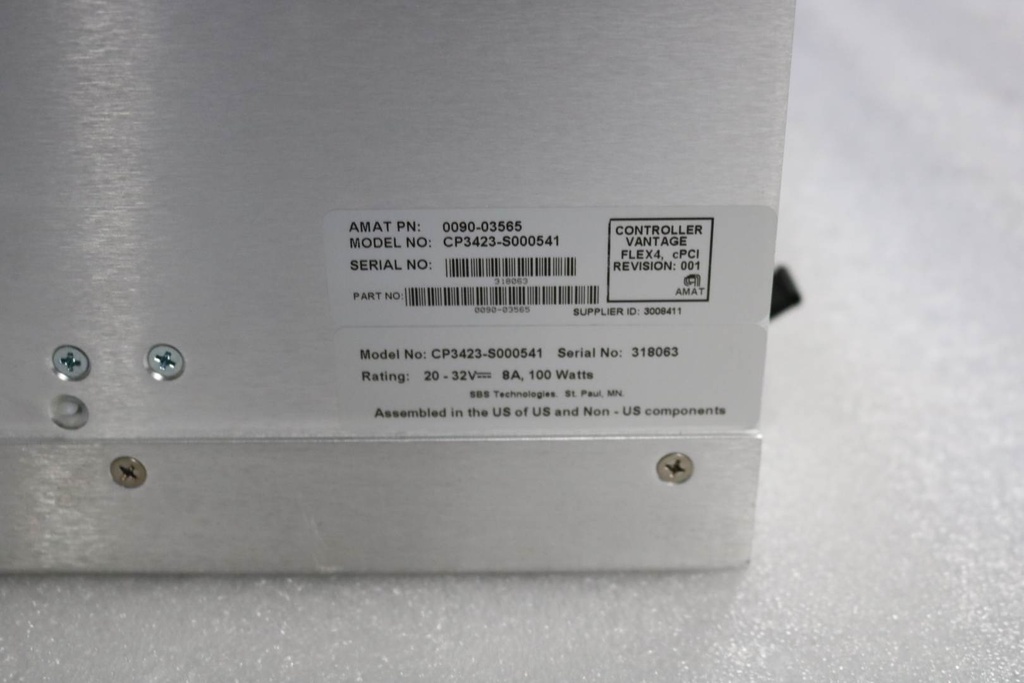 AMAT PN: 0090-03565
MODEL NO: CP3423-S000541
SERIAL NO:
318063
PART NO:
0090-03565
CONTROLLER
VANTAGE
FLEX4, cPCI
REVISION: 001
AMAT
SUPPLIER ID: 3008411
Model No: CP3423-S000541 Serial No: 318063
Rating: 20 - 32V⎓ 8A, 100 Watts
SBS Technologies. St. Paul, MN.
Assembled in the US of US and Non - US components